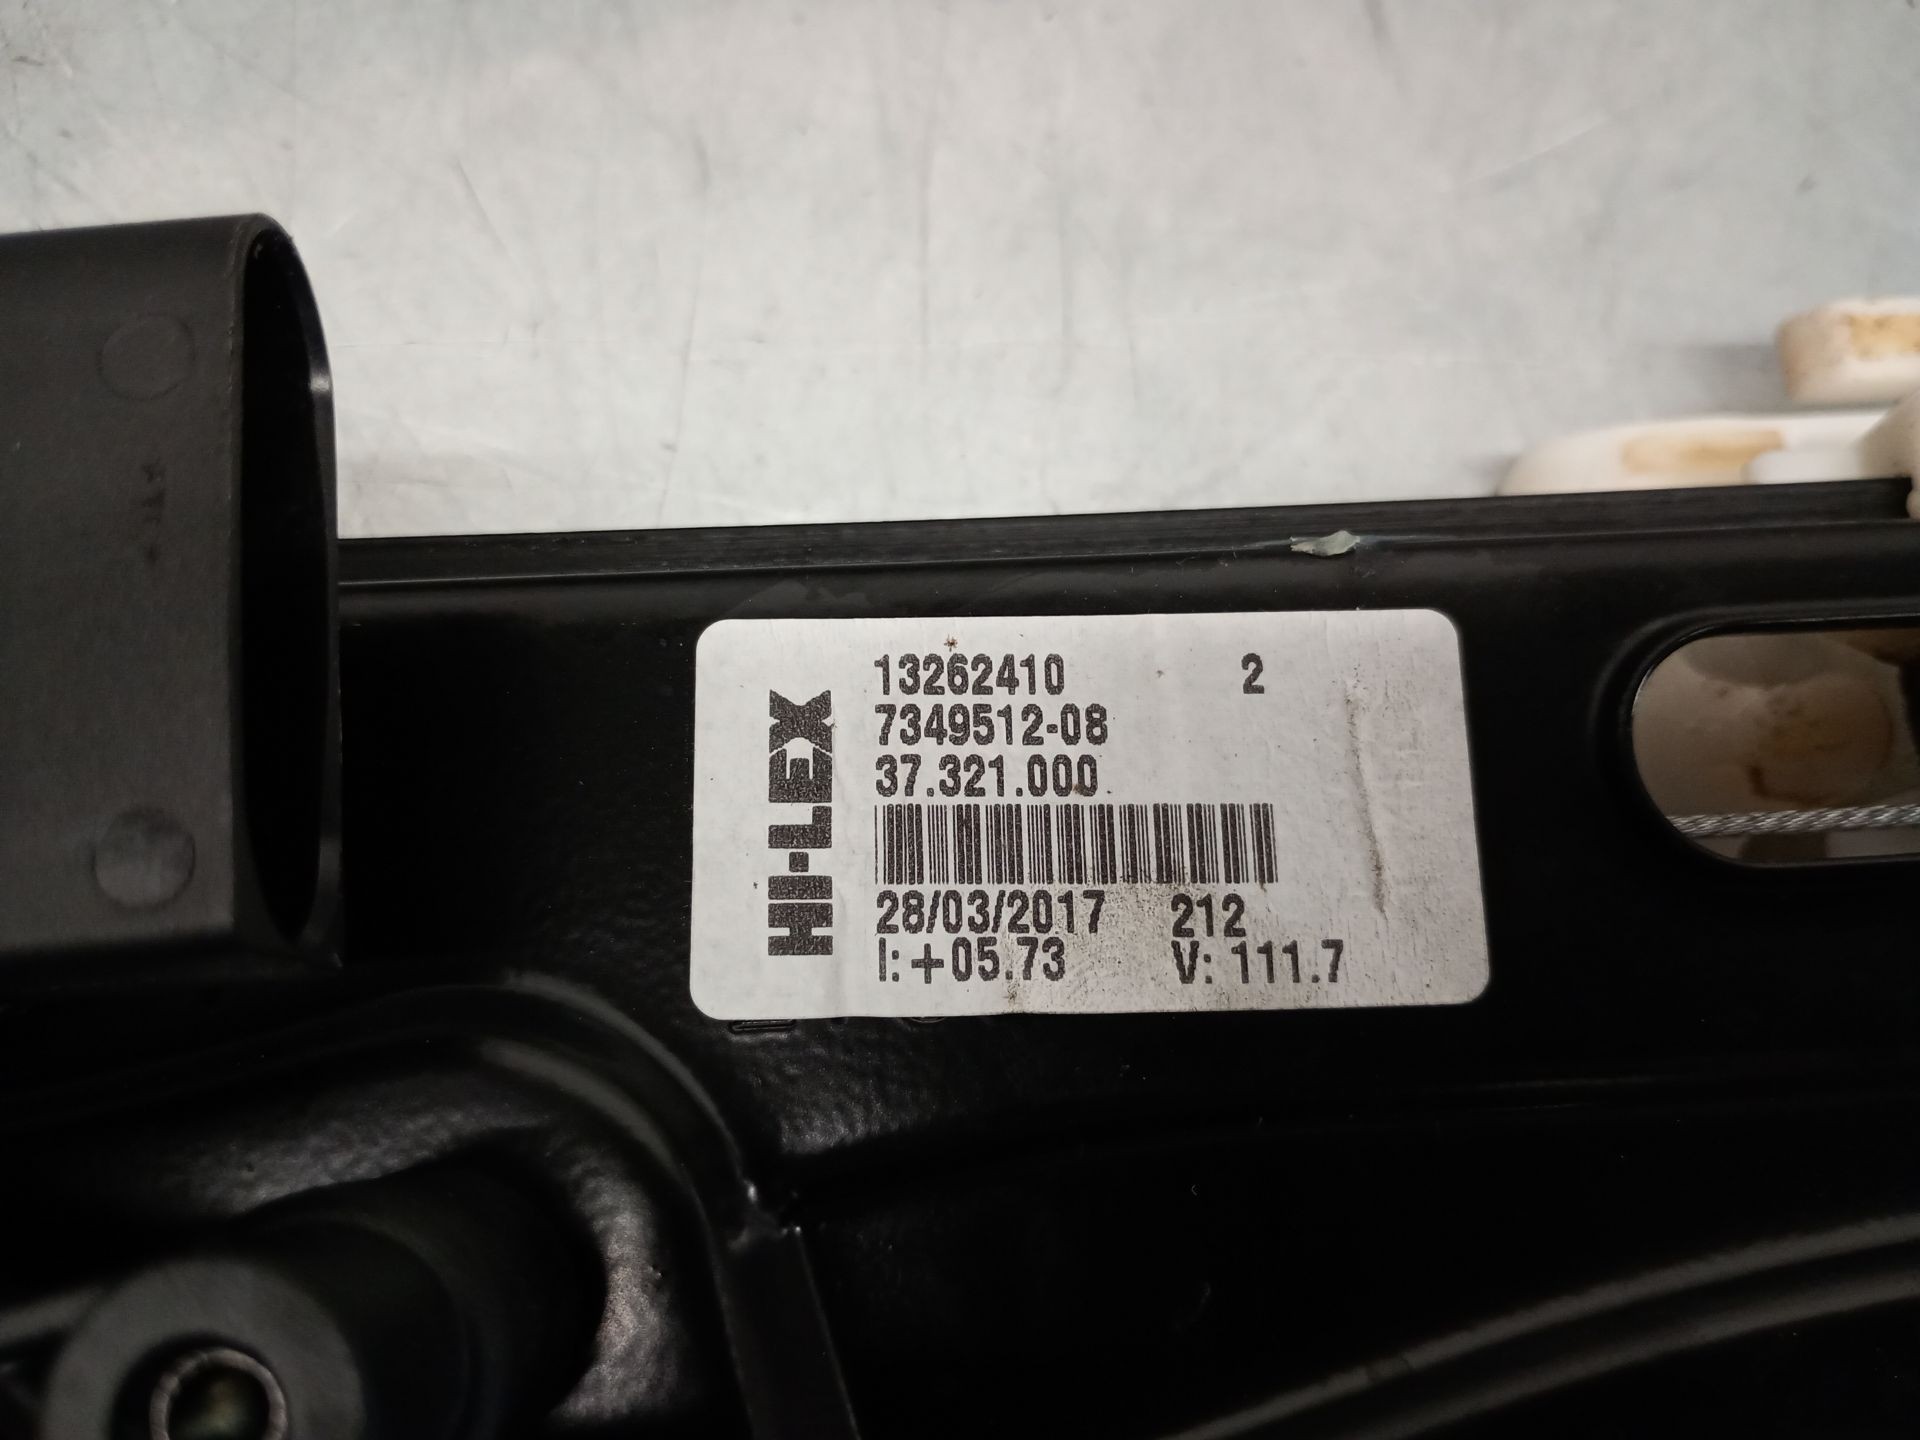 HI-LEX
13262410 2
7349512-08
37.321.000
28/03/2017 212
I: +05.73 V: 111.7